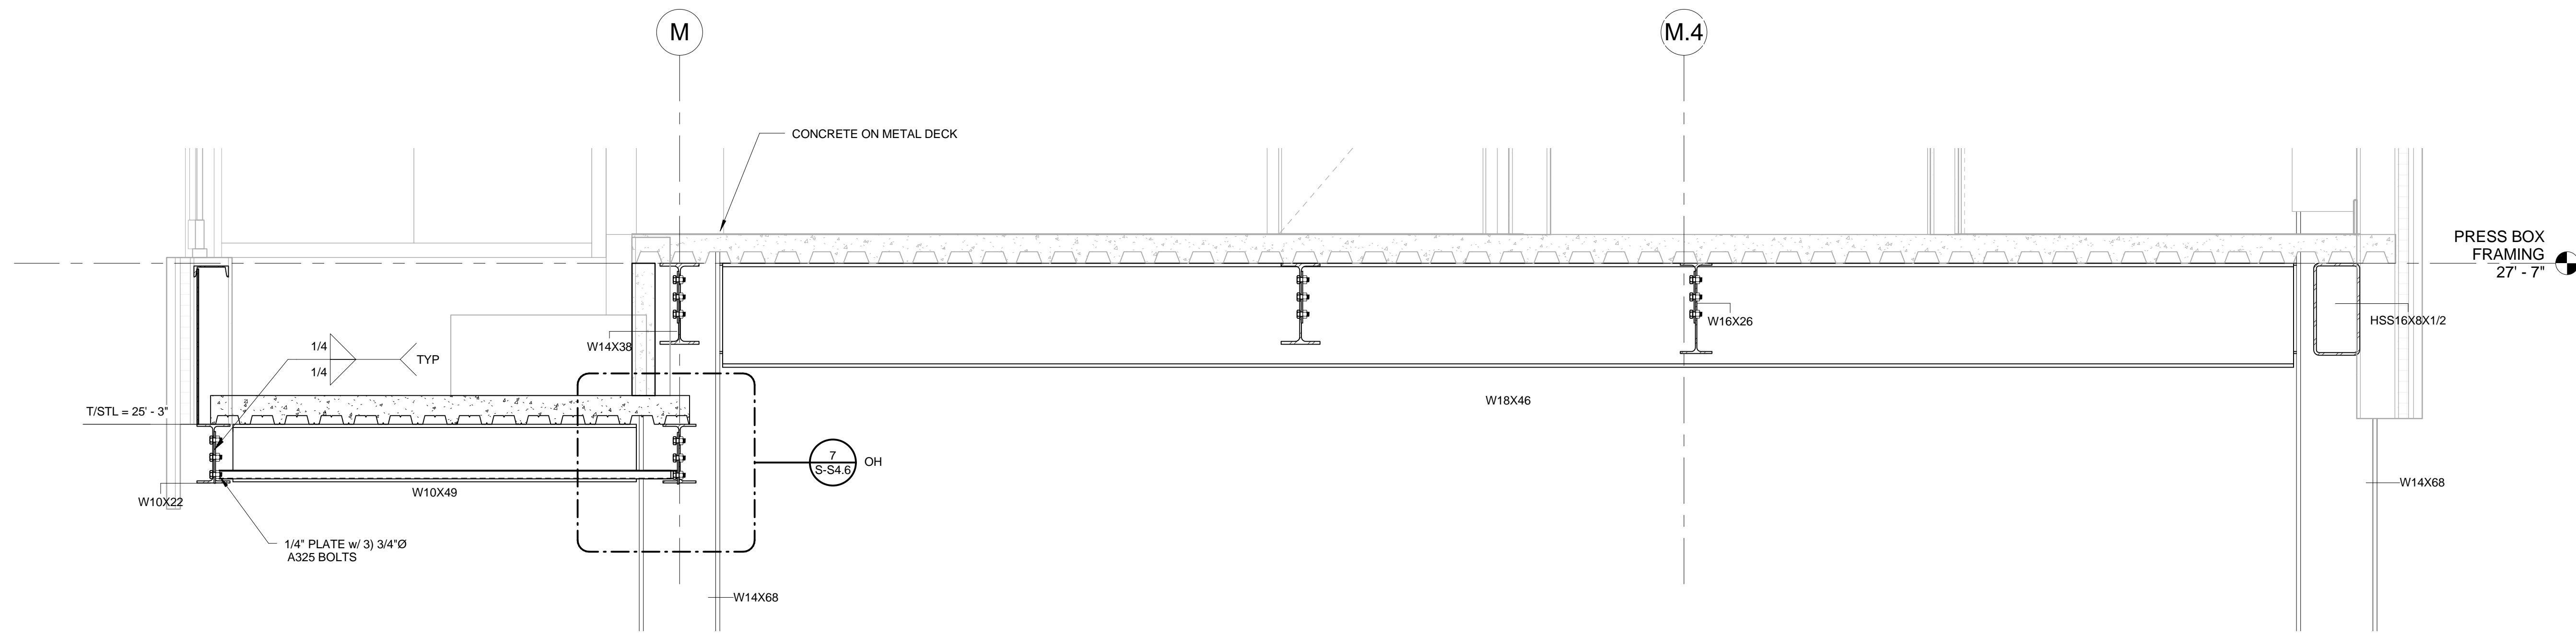 M
M.4
CONCRETE ON METAL DECK
PRESS BOX
FRAMING
27' - 7"
W14X38
W16X26
HSS16X8X1/2
1/4
1/4
TYP
T/STL = 25' - 3"
W18X46
7
S-S4.6
OH
W10X22
W10X49
W14X68
1/4" PLATE w/ 3) 3/4"Ø
A325 BOLTS
W14X68